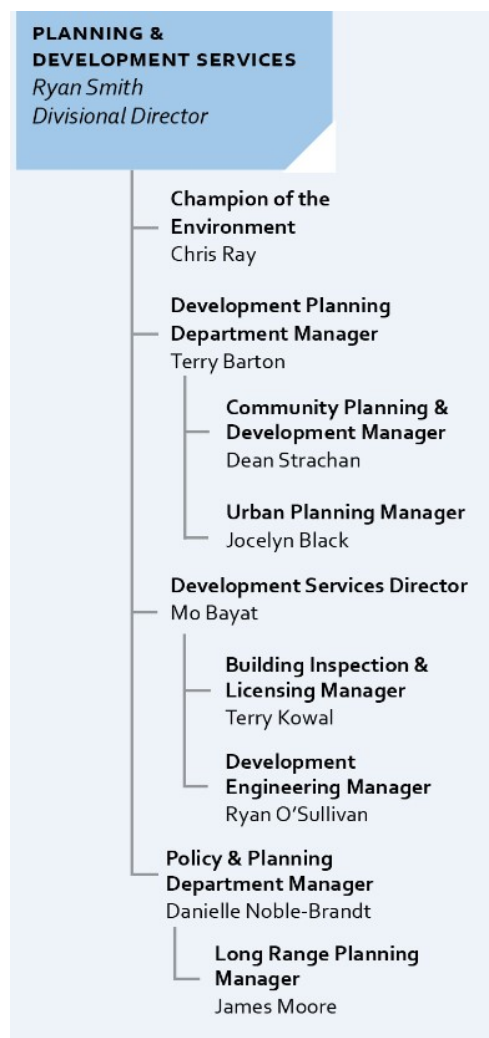 PLANNING &
DEVELOPMENT SERVICES
Ryan Smith
Divisional Director
Champion of the
Environment
Chris Ray
Development Planning
Department Manager
Terry Barton
Community Planning &
Development Manager
Dean Strachan
Urban Planning Manager
Jocelyn Black
Development Services Director
Mo Bayat
Building Inspection &
Licensing Manager
Terry Kowal
Development
Engineering Manager
Ryan O’Sullivan
Policy & Planning
Department Manager
Danielle Noble-Brandt
Long Range Planning
Manager
James Moore